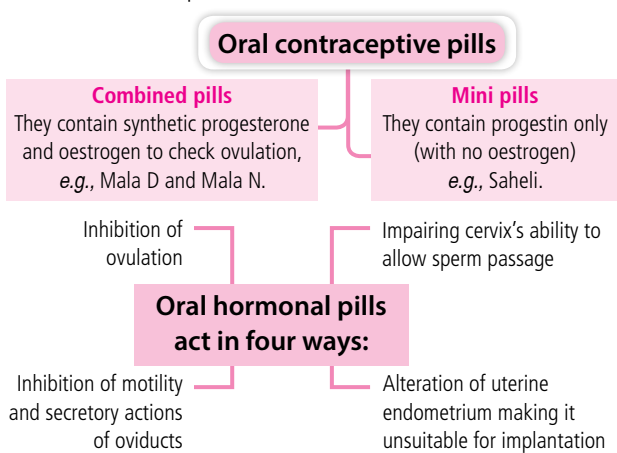 Oral contraceptive pills
Combined pills
They contain synthetic progesterone
and oestrogen to check ovulation,
e.g., Mala D and Mala N.
Mini pills
They contain progestin only
(with no oestrogen)
e.g., Saheli.
Inhibition of
ovulation
Impairing cervix's ability to
allow sperm passage
Oral hormonal pills
act in four ways:
Inhibition of motility
and secretory actions
of oviducts
Alteration of uterine
endometrium making it
unsuitable for implantation